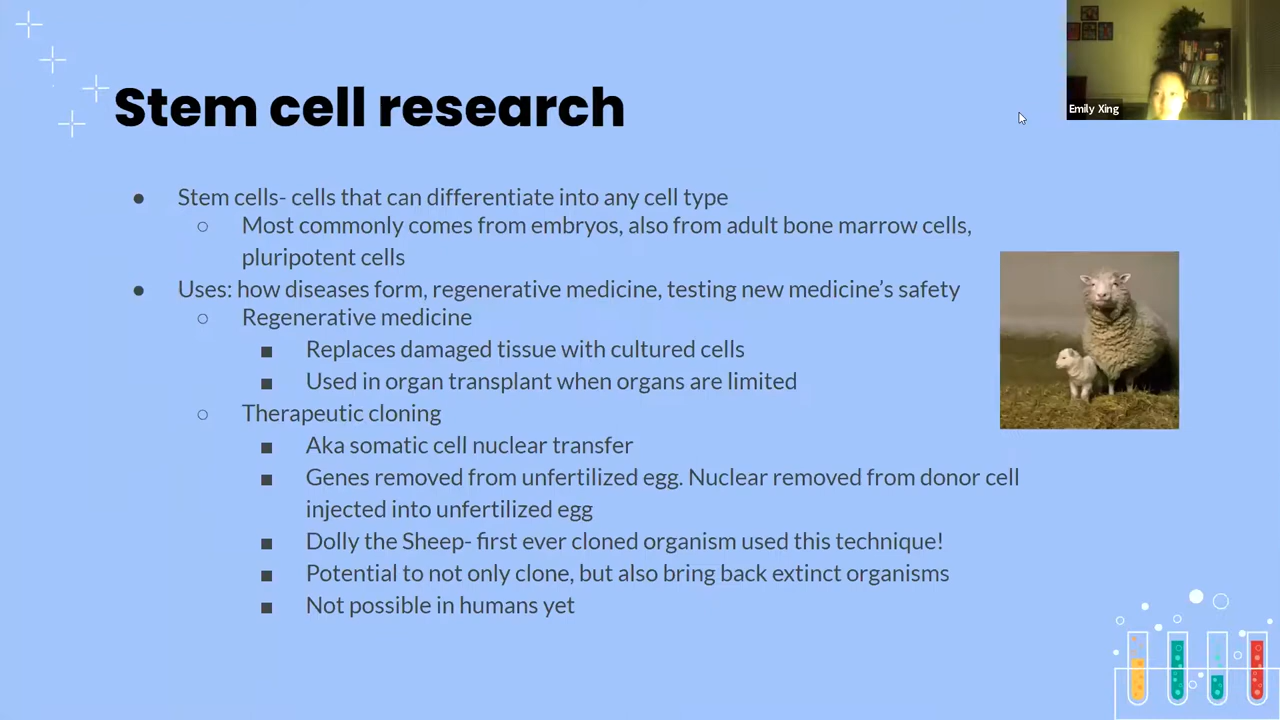 Stem cell research
Emily Xing
● Stem cells- cells that can differentiate into any cell type
○ Most commonly comes from embryos, also from adult bone marrow cells,
pluripotent cells
● Uses: how diseases form, regenerative medicine, testing new medicine's safety
○ Regenerative medicine
■ Replaces damaged tissue with cultured cells
■ Used in organ transplant when organs are limited
○ Therapeutic cloning
■ Aka somatic cell nuclear transfer
■ Genes removed from unfertilized egg. Nuclear removed from donor cell
injected into unfertilized egg
■ Dolly the Sheep- first ever cloned organism used this technique!
■ Potential to not only clone, but also bring back extinct organisms
■ Not possible in humans yet